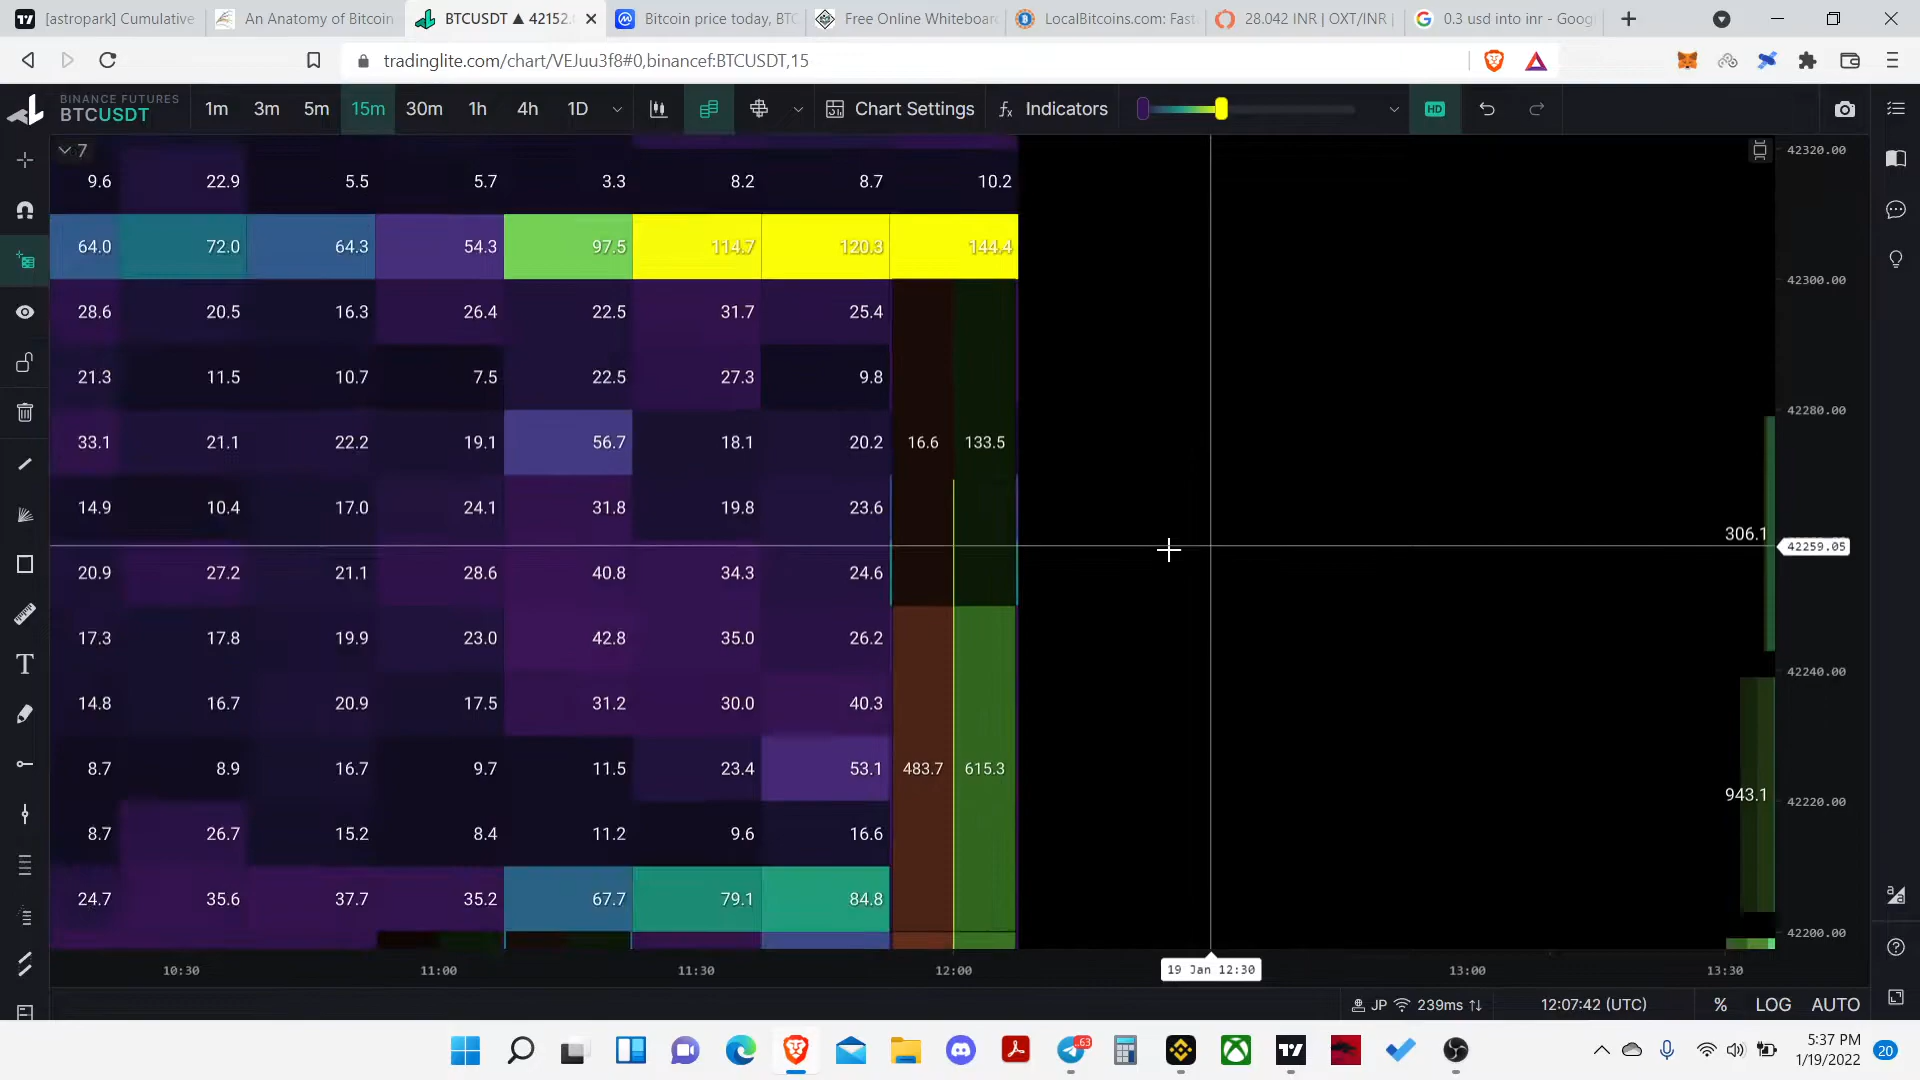 [astropark] Cumulative
An Anatomy of Bitcoin
BTCUSDT ▲ 42152.
Bitcoin price today, BTC
Free Online Whiteboard
LocalBitcoins.com: Fast
28.042 INR | OXT/INR |
0.3 usd into inr - Goog
tradinglite.com/chart/VEJuu3f8#0,binancef:BTCUSDT,15
BINANCE FUTURES
BTCUSDT
1m 3m 5m 15m 30m 1h 4h 1D Chart Settings fx Indicators HD
7
9.6 22.9 5.5 5.7 3.3 8.2 8.7 10.2
64.0 72.0 64.3 54.3 97.5 114.7 120.3 144.4
28.6 20.5 16.3 26.4 22.5 31.7 25.4
21.3 11.5 10.7 7.5 22.5 27.3 9.8
33.1 21.1 22.2 19.1 56.7 18.1 20.2 16.6 133.5
14.9 10.4 17.0 24.1 31.8 19.8 23.6
20.9 27.2 21.1 28.6 40.8 34.3 24.6
17.3 17.8 19.9 23.0 42.8 35.0 26.2
14.8 16.7 20.9 17.5 31.2 30.0 40.3
8.7 8.9 16.7 9.7 11.5 23.4 53.1 483.7 615.3
8.7 26.7 15.2 8.4 11.2 9.6 16.6
24.7 35.6 37.7 35.2 67.7 79.1 84.8
306.1
943.1
42320.00
42300.00
42280.00
42259.05
42240.00
42220.00
42200.00
10:30 11:00 11:30 12:00 19 Jan 12:30 13:00 13:30
JP 239ms 12:07:42 (UTC) % LOG AUTO
63
5:37 PM
1/19/2022
20